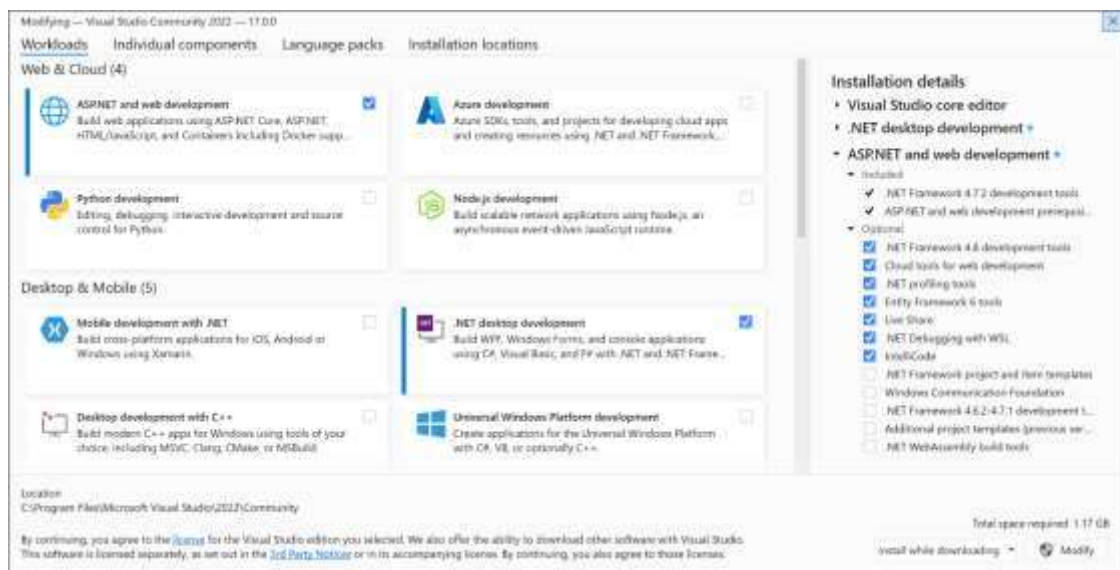 Modifying — Visual Studio Community 2022 — 17.0.0
Workloads
Individual components
Language packs
Installation locations
Web & Cloud (4)
ASP.NET and web development
Build web applications using ASP.NET Core, ASP.NET,
HTML/JavaScript, and Containers including Docker supp...
Azure development
Azure SDKs, tools, and projects for developing cloud apps
and creating resources using .NET and .NET Framework...
Python development
Editing, debugging, interactive development and source
control for Python.
Node.js development
Build scalable network applications using Node.js, an
asynchronous event-driven JavaScript runtime.
Desktop & Mobile (5)
Mobile development with .NET
Build cross-platform applications for iOS, Android or
Windows using Xamarin.
.NET desktop development
Build WPF, Windows Forms, and console applications
using C#, Visual Basic, and F# with .NET and .NET Frame...
Desktop development with C++
Build modern C++ apps for Windows using tools of your
choice, including MSVC, Clang, CMake, or MSBuild.
Universal Windows Platform development
Create applications for the Universal Windows Platform
with C#, VB, or optionally C++.
Installation details
Visual Studio core editor
.NET desktop development
ASP.NET and web development
Included
.NET Framework 4.7.2 development tools
ASP.NET and web development prerequisi...
Optional
.NET Framework 4.8 development tools
Cloud tools for web development
.NET profiling tools
Entity Framework 6 tools
Live Share
.NET Debugging with WSL
IntelliCode
.NET Framework project and item templates
Windows Communication Foundation
.NET Framework 4.6.2-4.7.1 development t...
Additional project templates (previous ver...
.NET WebAssembly build tools
Location
C:\Program Files\Microsoft Visual Studio\2022\Community
By continuing, you agree to the license for the Visual Studio edition you selected. We also offer the ability to download other software with Visual Studio.
This software is licensed separately, as set out in the 3rd Party Notices or in its accompanying license. By continuing, you also agree to those licenses.
Total space required 1.17 GB
Install while downloading
Modify